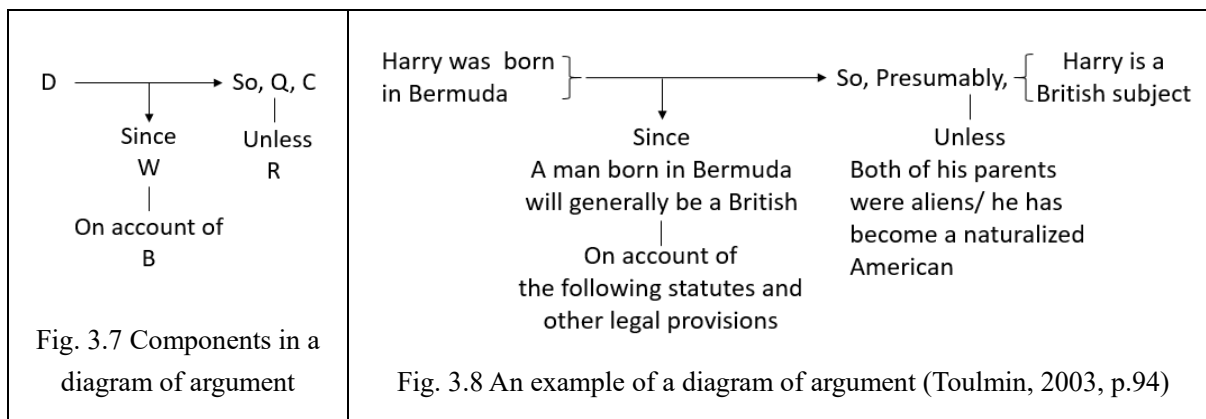 D
So, Q, C
Since
W
Unless
R
On account of
B
Fig. 3.7 Components in a
diagram of argument
Harry was born
in Bermuda
So, Presumably,
Harry is a
British subject
Since
A man born in Bermuda
will generally be a British
On account of
the following statutes and
other legal provisions
Unless
Both of his parents
were aliens/ he has
become a naturalized
American
Fig. 3.8 An example of a diagram of argument (Toulmin, 2003, p.94)